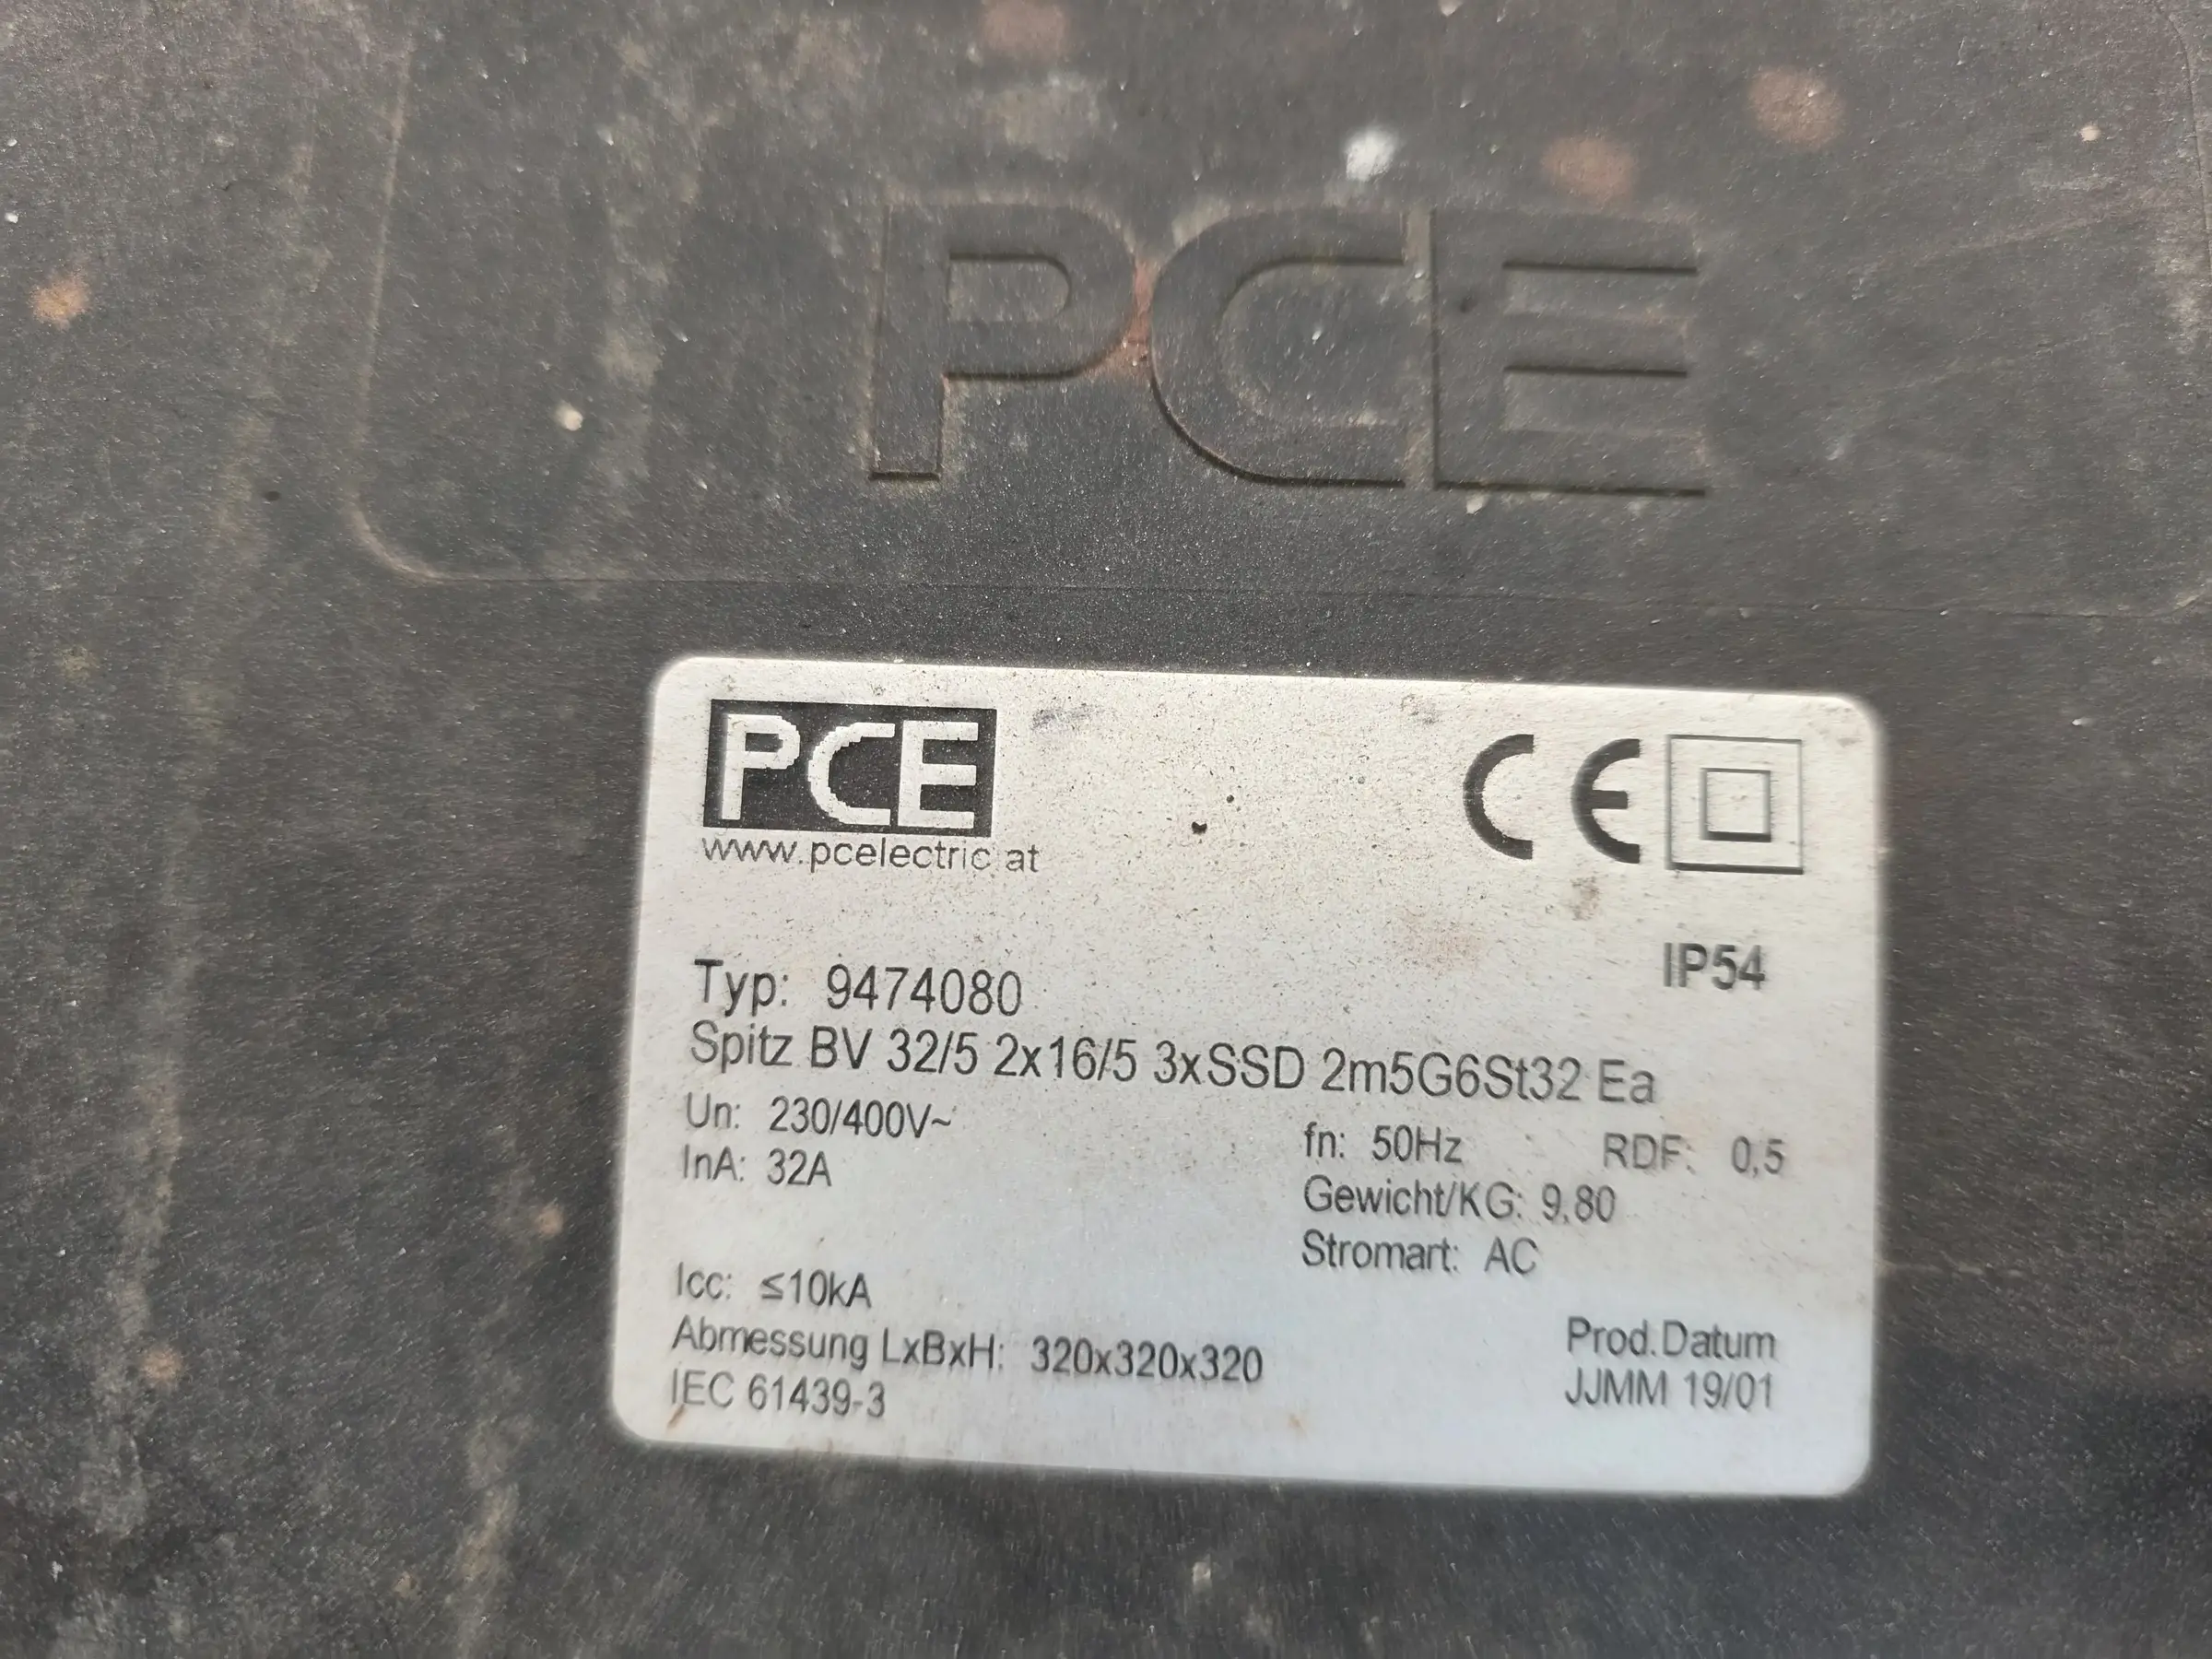 PCE
PCE
www.pcelectric.at
CE
IP54
Typ: 9474080
Spitz BV 32/5 2x16/5 3xSSD 2m5G6St32 Ea
Un: 230/400V~
fn: 50Hz RDF: 0,5
InA: 32A
Gewicht/KG: 9,80
Stromart: AC
Icc: ≤10kA
Abmessung LxBxH: 320x320x320
Prod.Datum
IEC 61439-3
JJMM 19/01